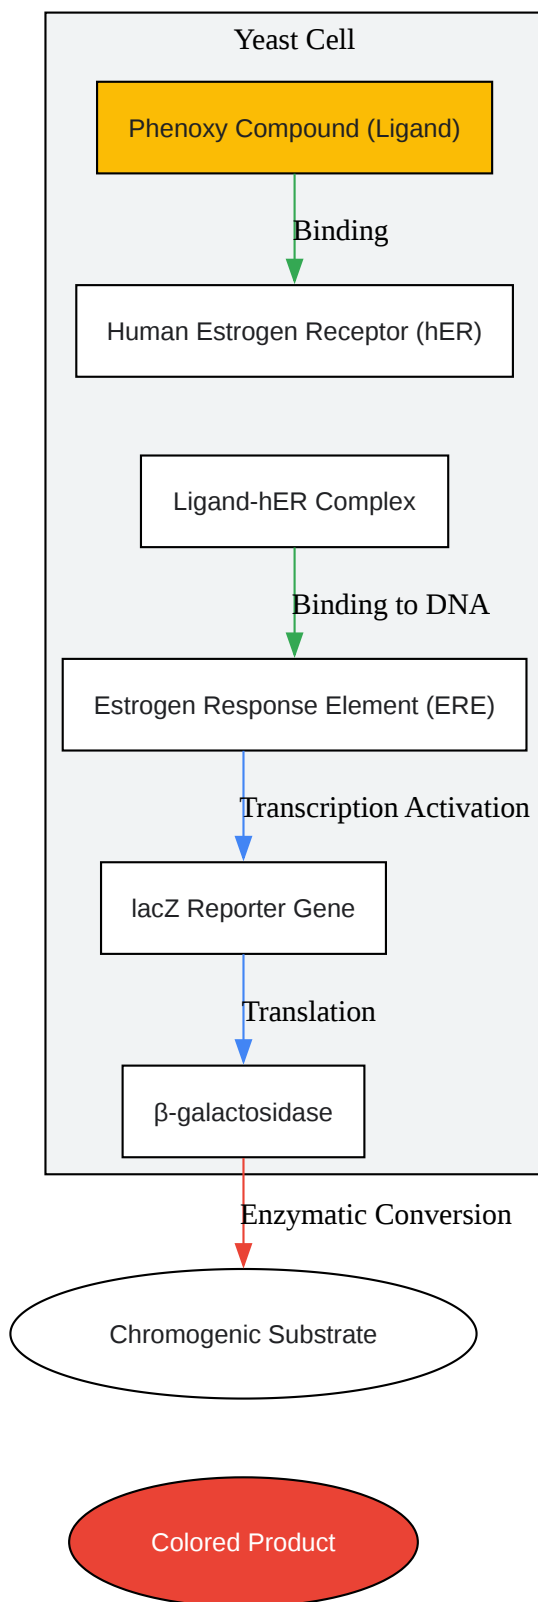 Yeast Cell
Phenoxy Compound (Ligand)
Binding
Human Estrogen Receptor (hER)
Ligand-hER Complex
Binding to DNA
Estrogen Response Element (ERE)
Transcription Activation
lacZ Reporter Gene
Translation
β-galactosidase
Enzymatic Conversion
Chromogenic Substrate
Colored Product